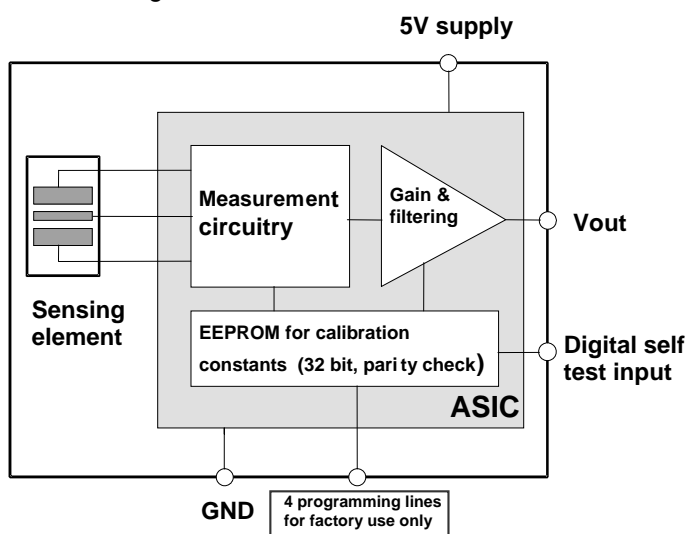 5V supply
Measurement
circuitry
Gain &
filtering
Vout
Sensing
element
EEPROM for calibration
constants (32 bit, parity check)
Digital self
test input
ASIC
GND
4 programming lines
for factory use only